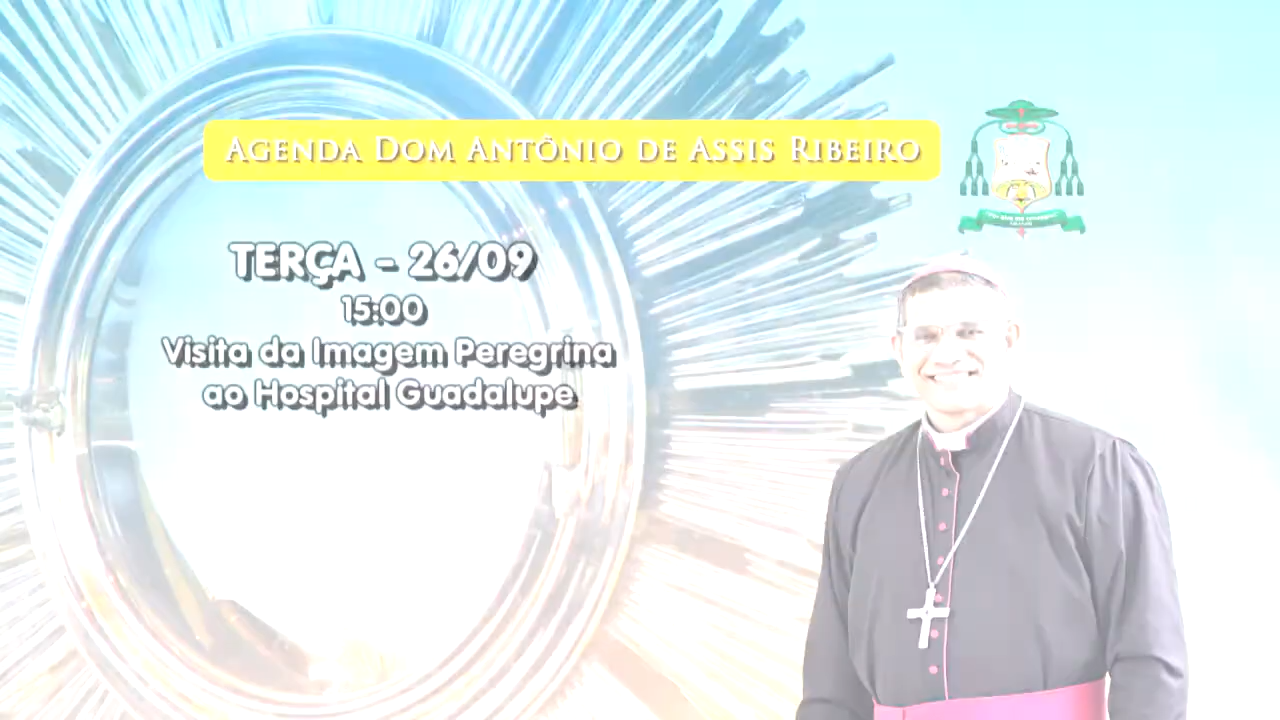 AGENDA DOM ANTÔNIO DE ASSIS RIBEIRO
TERÇA - 26/09
15:00
Visita da Imagem Peregrina
ao Hospital Guadalupe